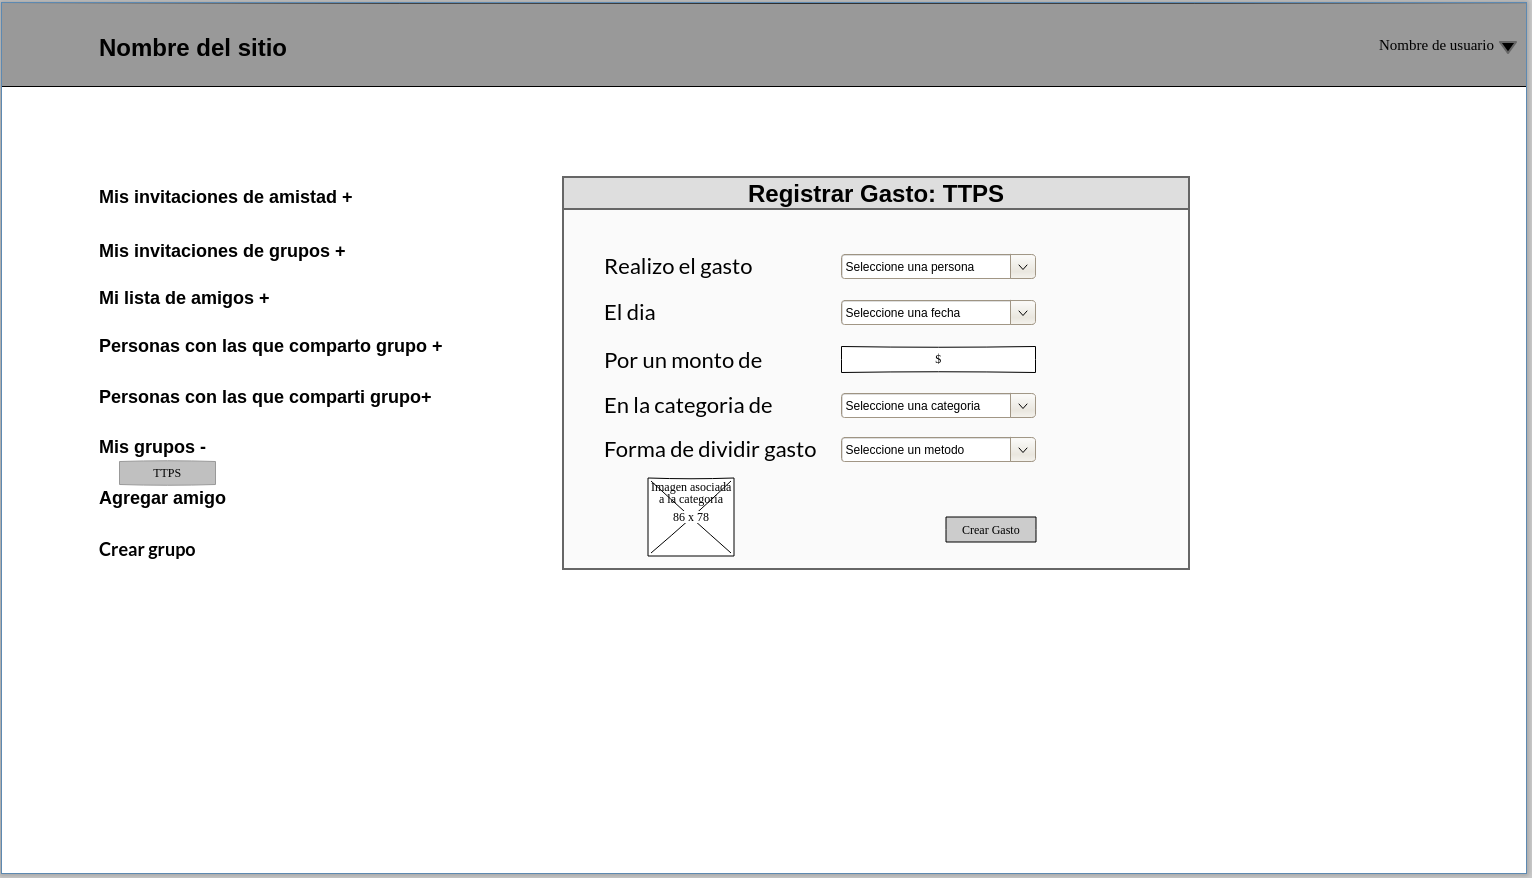 Nombre del sitio
Nombre de usuario
Mis invitaciones de amistad +
Mis invitaciones de grupos +
Mi lista de amigos +
Personas con las que comparto grupo +
Personas con las que comparti grupo+
Mis grupos -
TTPS
Agregar amigo
Crear grupo
Registrar Gasto: TTPS
Realizo el gasto
Seleccione una persona
El dia
Seleccione una fecha
Por un monto de
$
En la categoria de
Seleccione una categoria
Forma de dividir gasto
Seleccione un metodo
Imagen asociada
a la categoria
86 x 78
Crear Gasto